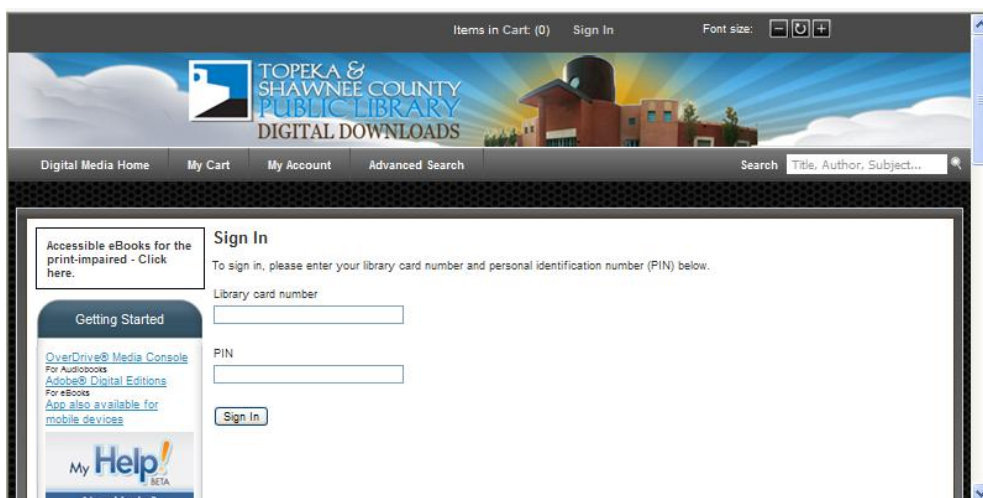 Items in Cart: (0) Sign In Font size: - +
TOPEKA &
SHAWNEE COUNTY
PUBLIC LIBRARY
DIGITAL DOWNLOADS
Digital Media Home My Cart My Account Advanced Search Search Title, Author, Subject...
Accessible eBooks for the
print-impaired - Click
here.
Getting Started
OverDrive® Media Console
For Audiobooks
Adobe® Digital Editions
For eBooks
App also available for
mobile devices
My Help!
BETA
Sign In
To sign in, please enter your library card number and personal identification number (PIN) below.
Library card number
PIN
Sign In